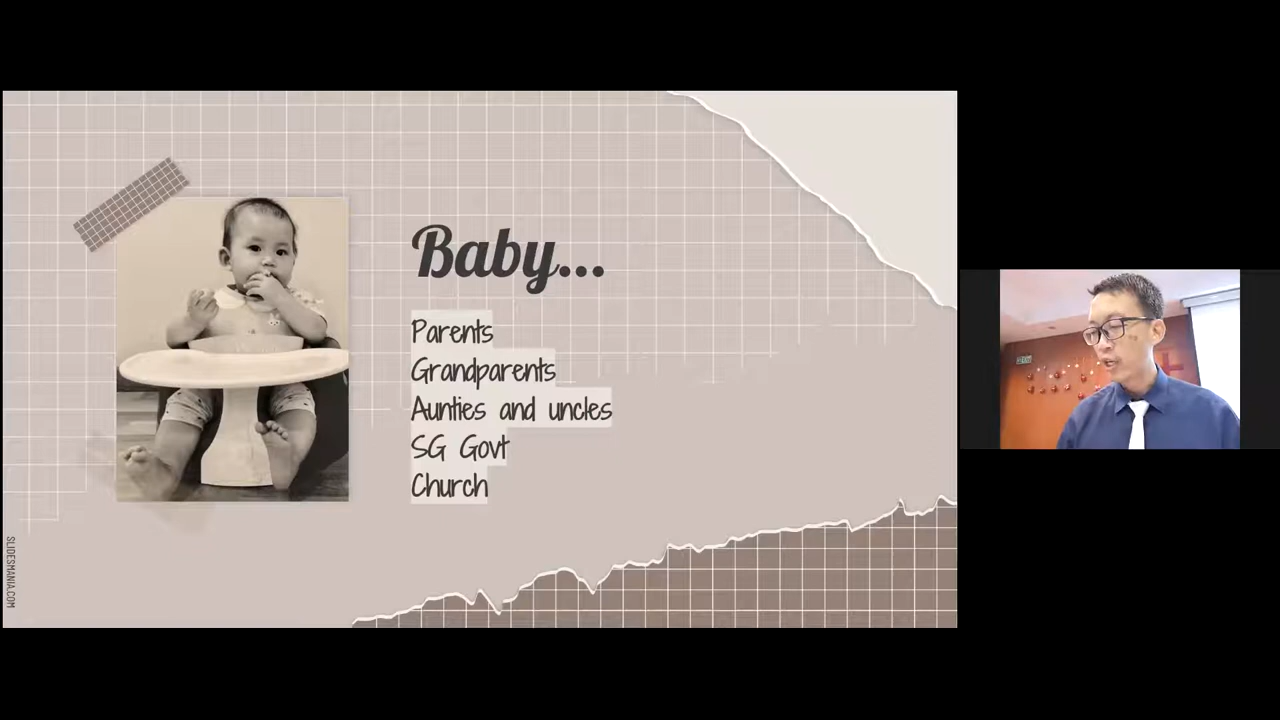 Baby...
Parents
Grandparents
Aunties and uncles
SG Govt
Church
SLIDESMANIA.COM